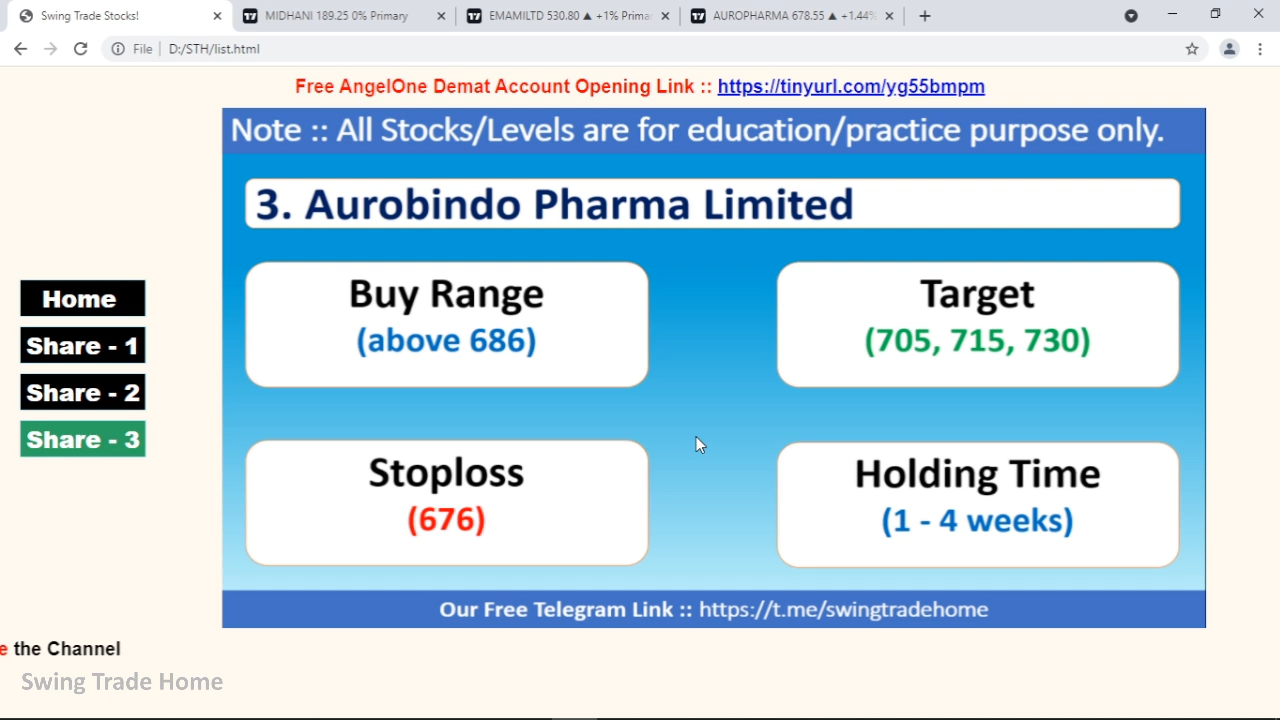 Swing Trade Stocks!
MIDHANI 189.25 0% Primary
EMAMILTD 530.80 ▲ +1% Prima
AUROPHARMA 678.55 ▲ +1.44%
File
D:/STH/list.html
Free AngelOne Demat Account Opening Link :: https://tinyurl.com/yg55bmpm
Note :: All Stocks/Levels are for education/practice purpose only.
3. Aurobindo Pharma Limited
Buy Range
(above 686)
Target
(705, 715, 730)
Home
Share - 1
Share - 2
Share - 3
Stoploss
(676)
Holding Time
(1 - 4 weeks)
Our Free Telegram Link :: https://t.me/swingtradehome
e the Channel
Swing Trade Home